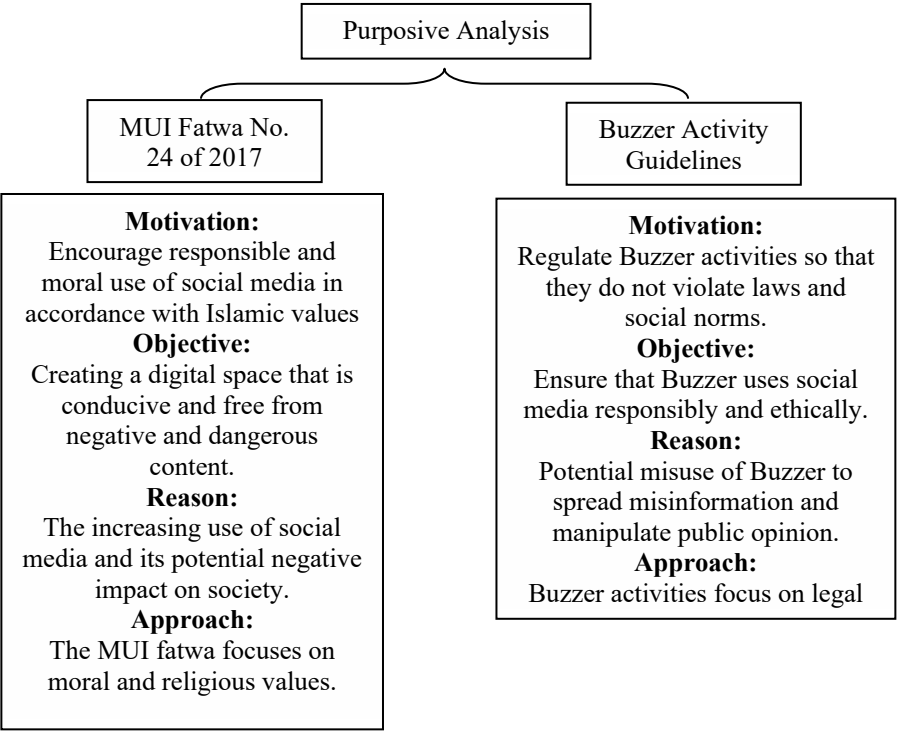 Purposive Analysis
MUI Fatwa No.
24 of 2017
Motivation:
Encourage responsible and
moral use of social media in
accordance with Islamic values
Objective:
Creating a digital space that is
conducive and free from
negative and dangerous
content.
Reason:
The increasing use of social
media and its potential negative
impact on society.
Approach:
The MUI fatwa focuses on
moral and religious values.
Buzzer Activity
Guidelines
Motivation:
Regulate Buzzer activities so that
they do not violate laws and
social norms.
Objective:
Ensure that Buzzer uses social
media responsibly and ethically.
Reason:
Potential misuse of Buzzer to
spread misinformation and
manipulate public opinion.
Approach:
Buzzer activities focus on legal